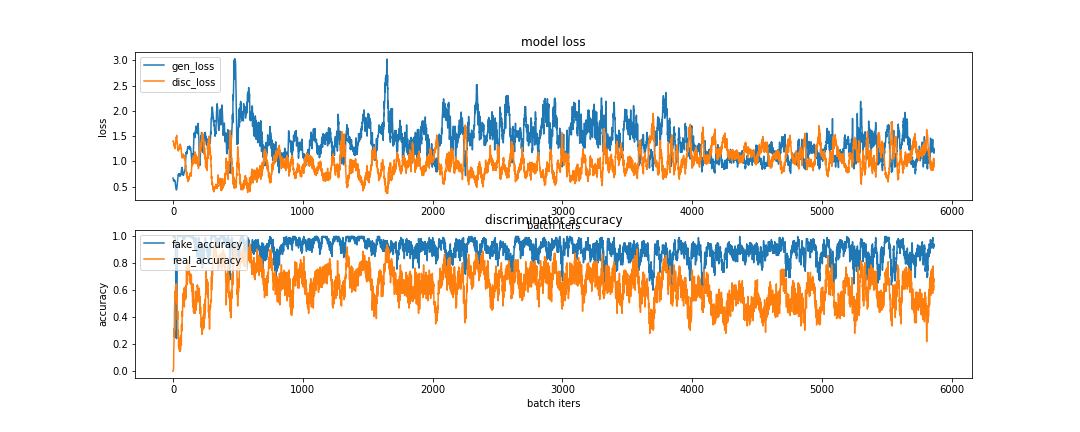 model loss
3.0
2.5
2.0
1.5
1.0
0.5
loss
gen_loss
disc_loss
0 1000 2000 3000 4000 5000 6000
batch iters
discriminator accuracy
1.0
0.8
0.6
0.4
0.2
0.0
accuracy
fake_accuracy
real_accuracy
0 1000 2000 3000 4000 5000 6000
batch iters